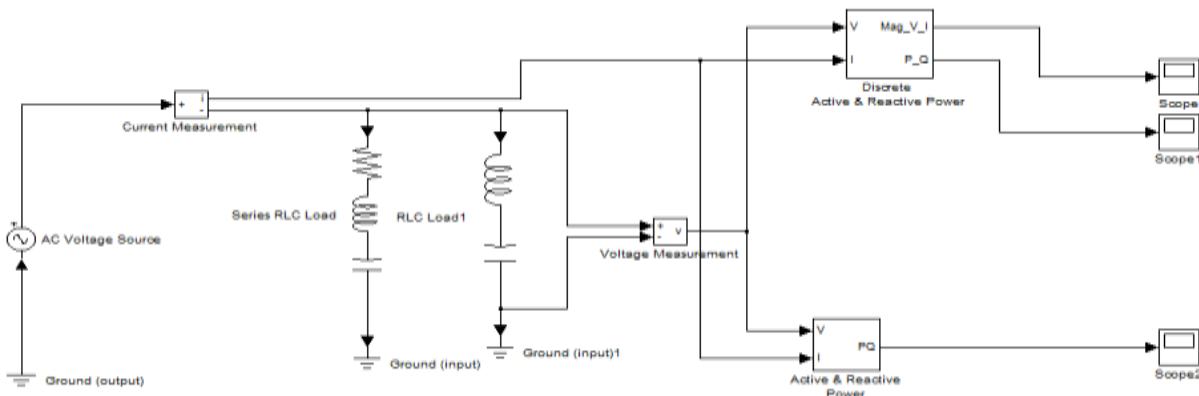 V
Mag_V_I
I
P_Q
Discrete
Active & Reactive Power
Scope
Scope1
+
i
-
Current Measurement
Series RLC Load
RLC Load1
+
AC Voltage Source
+
-
v
Voltage Measurement
V
I
PQ
Active & Reactive
Power
Scope2
Ground (input)
Ground (input)1
Ground (output)